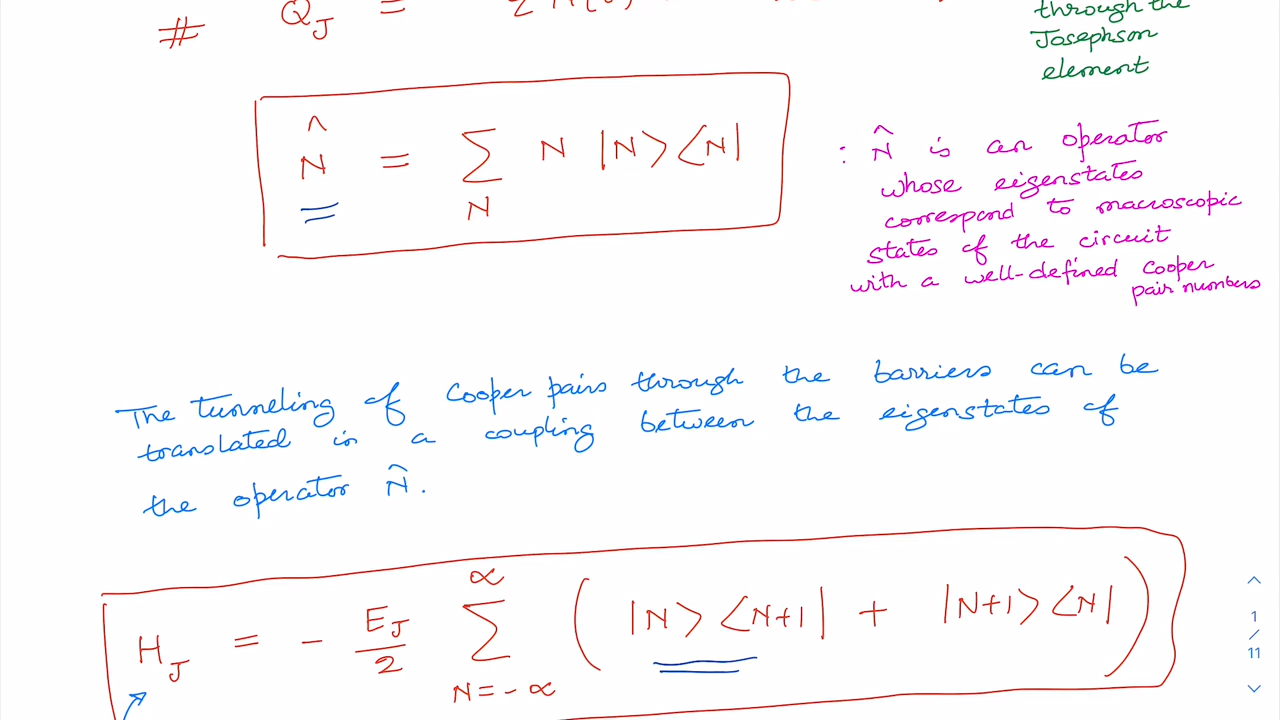 # Q_J = 2
through the
Josephson
element
N̂ = Σ_N N |N> <N|
: N̂ is an operator
whose eigenstates
correspond to macroscopic
states of the circuit
with a well-defined Cooper
pair numbers
The tunneling of Cooper pairs through the barriers can be
translated in a coupling between the eigenstates of
the operator N̂.
H_J = - E_J/2 Σ_{N=-∝}^{∝} ( |N> <N+1| + |N+1> <N| )
1
/
11